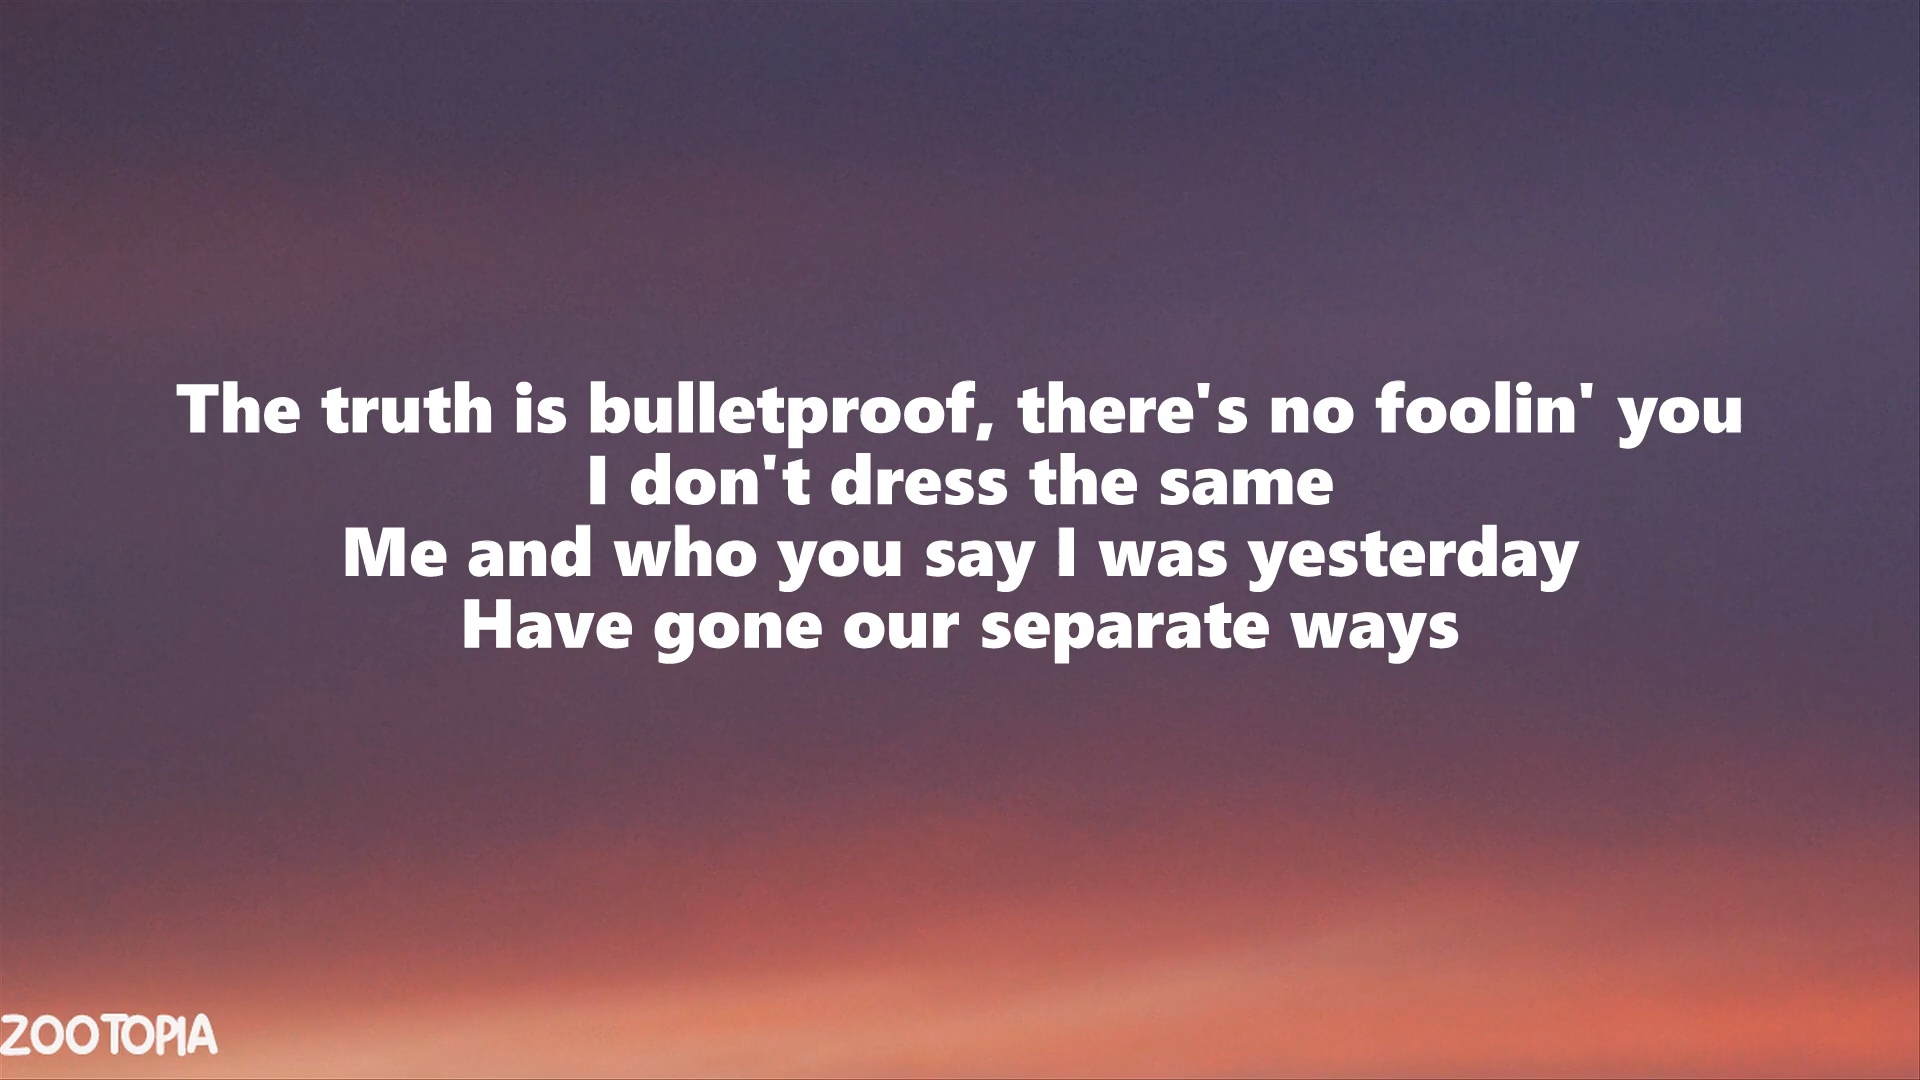 The truth is bulletproof, there's no foolin' you
I don't dress the same
Me and who you say I was yesterday
Have gone our separate ways
ZOOTOPIA